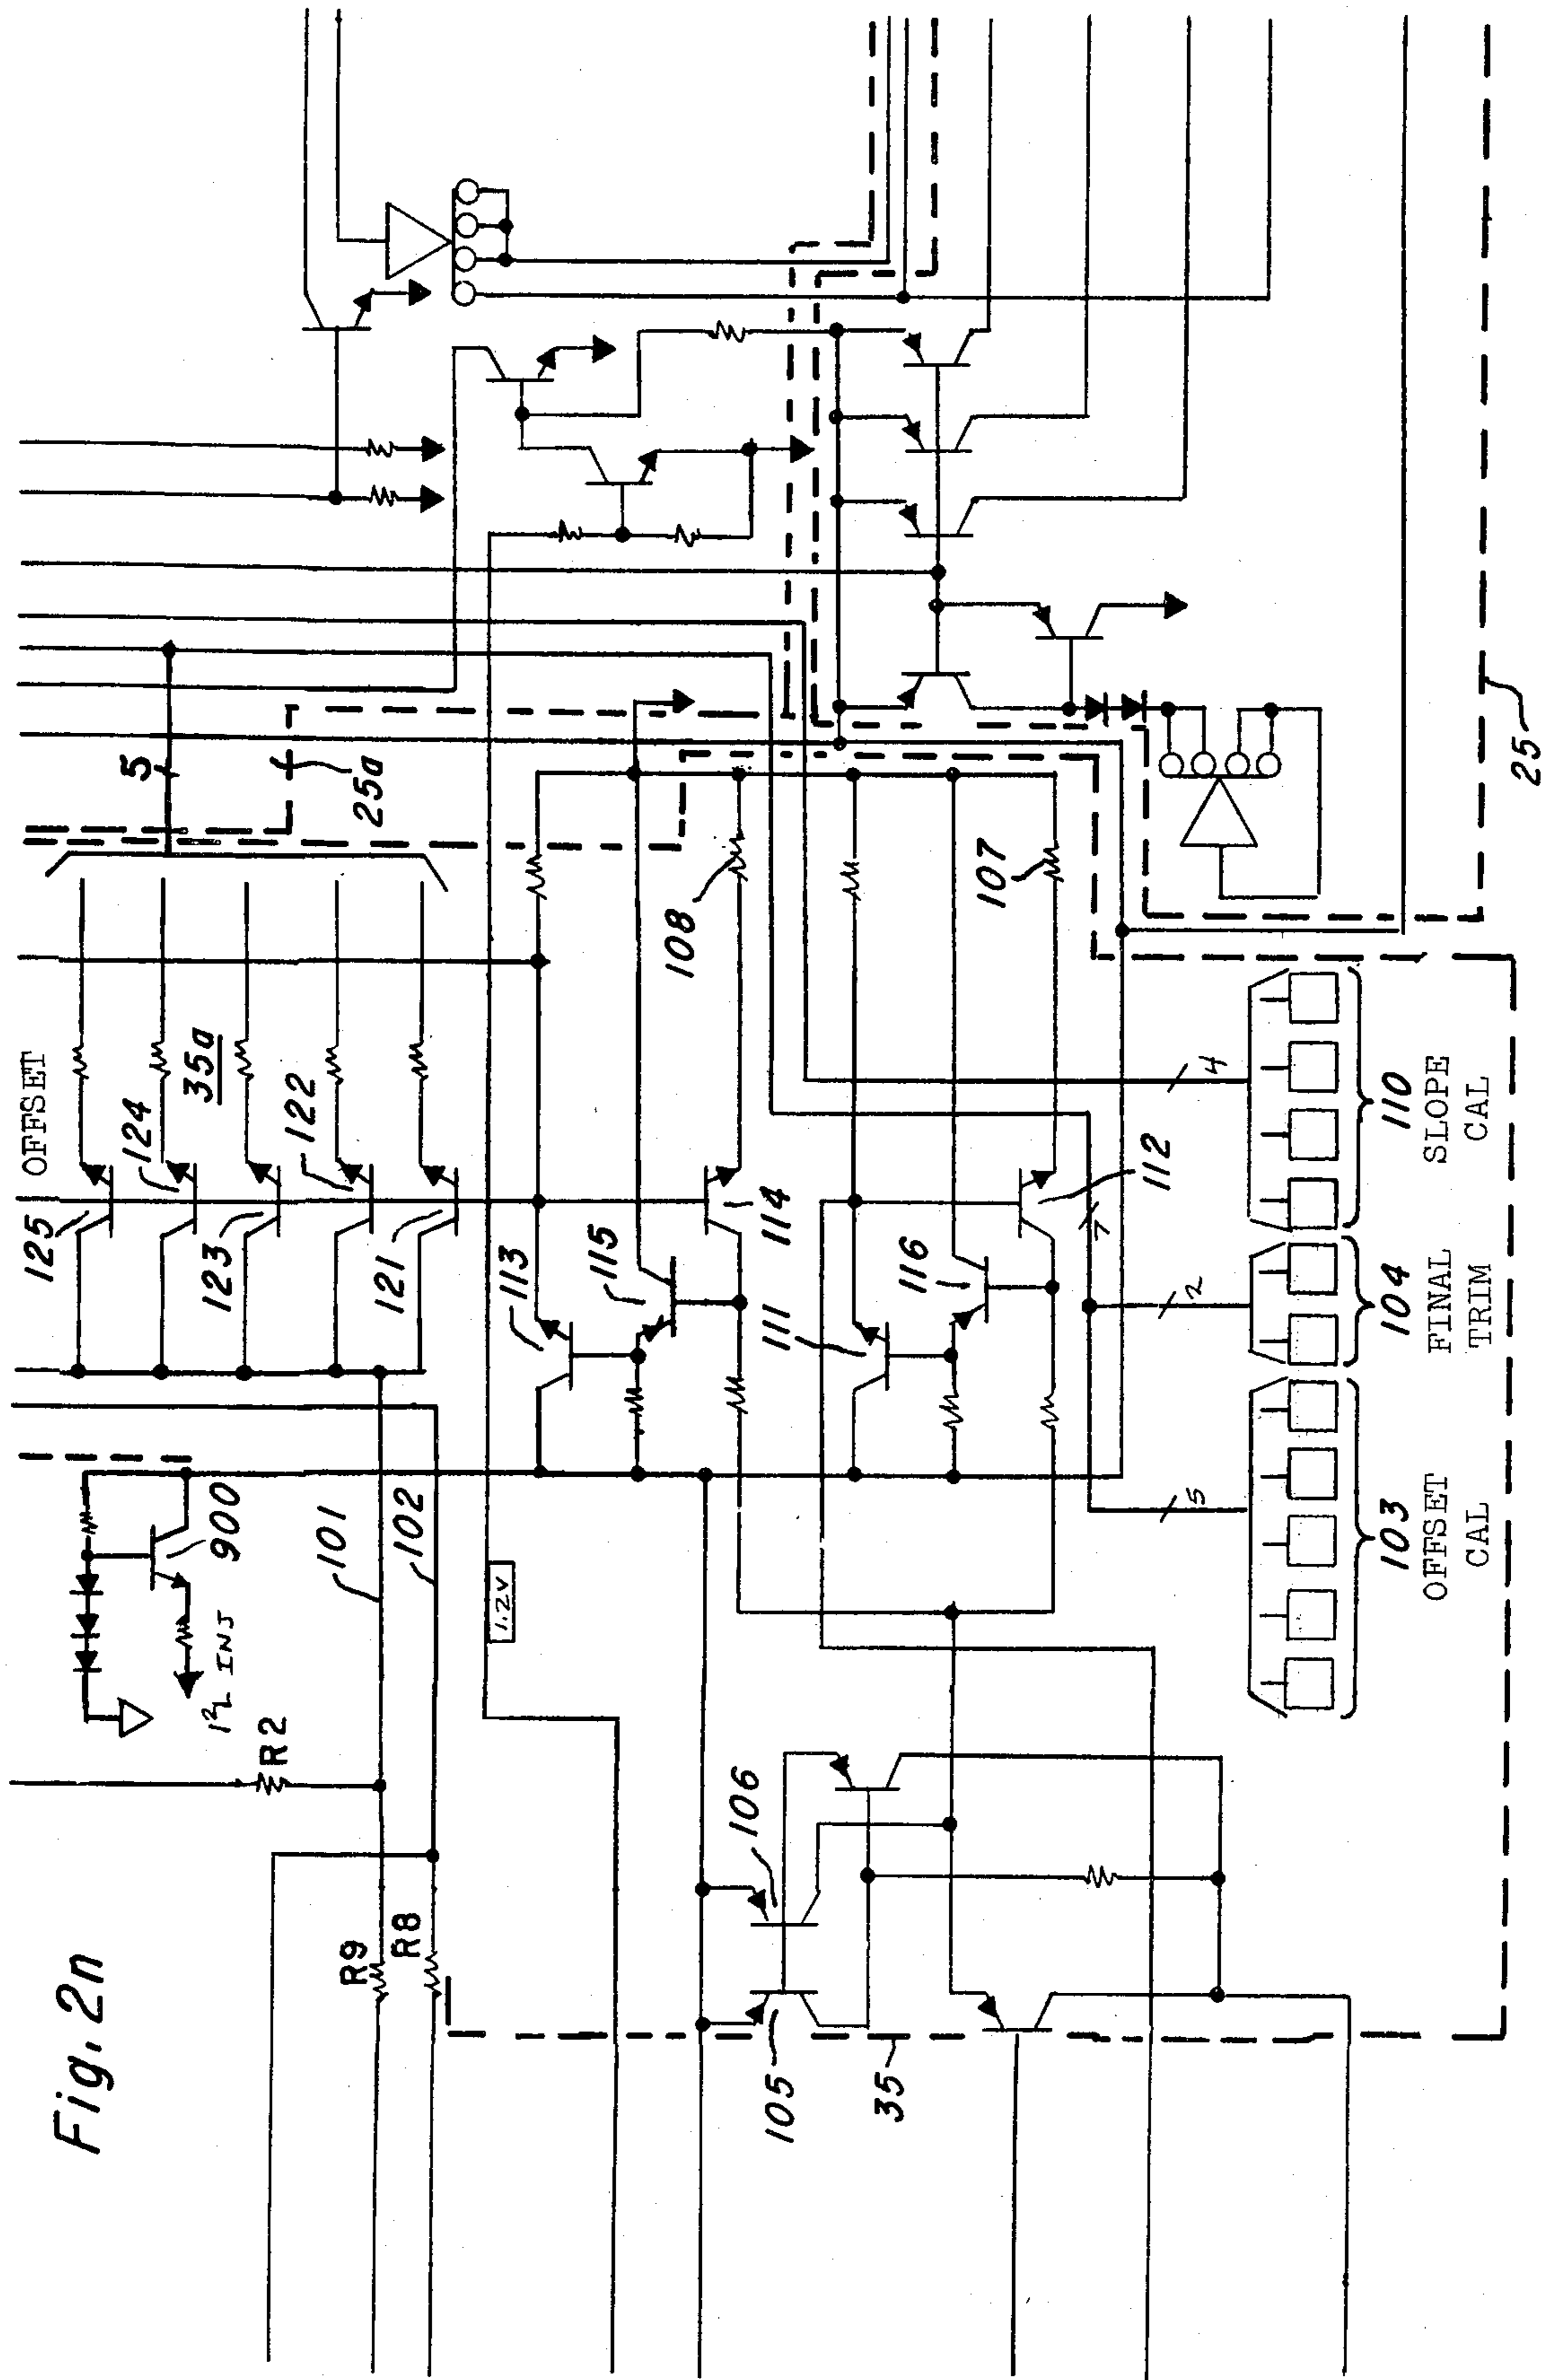 Fig. 2n
OFFSET
125
124
35a
123
122
121
5
25a
900
I²L INJ
R2
101
102
R9
R8
1.2V
113
115
114
108
111
116
112
107
106
105
35
7
5
2
4
103
OFFSET
CAL
104
FINAL
TRIM
110
SLOPE
CAL
25